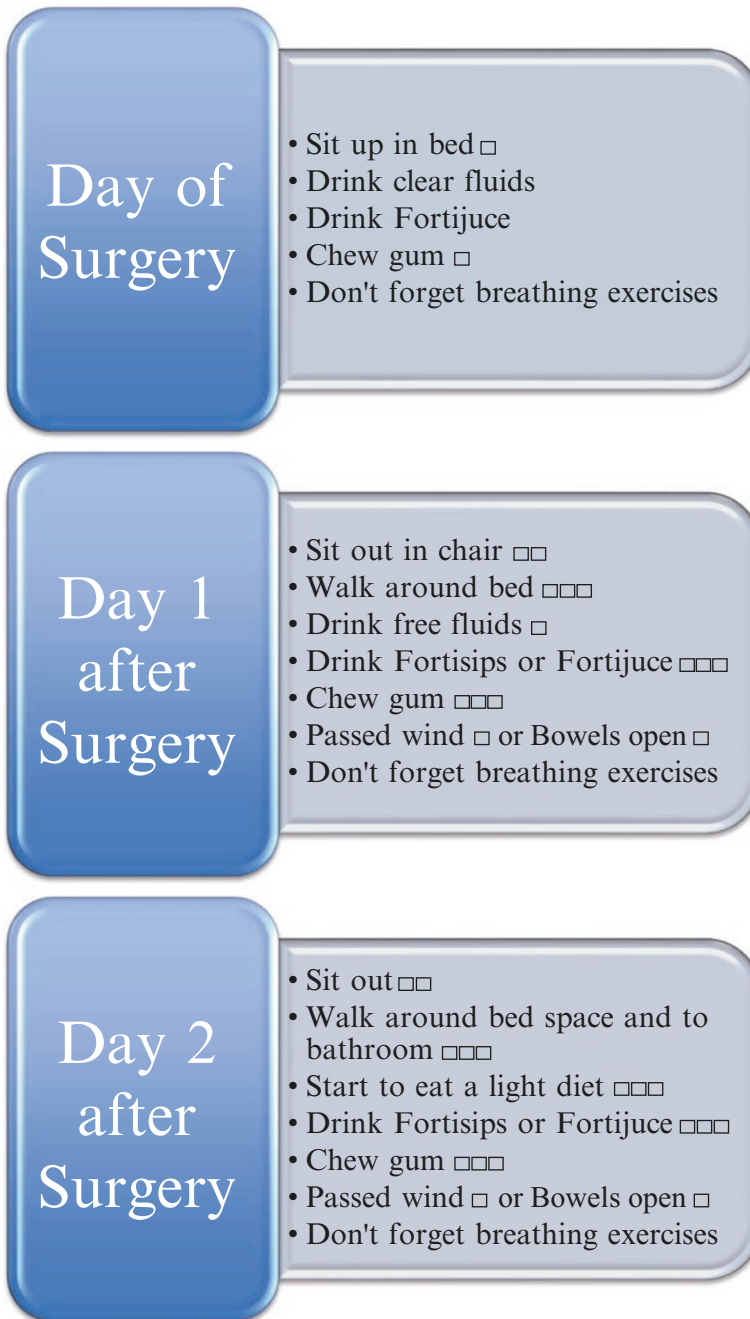 Day of
Surgery
• Sit up in bed □
• Drink clear fluids
• Drink Fortijuce
• Chew gum □
• Don't forget breathing exercises
Day 1
after
Surgery
• Sit out in chair □□
• Walk around bed □□□
• Drink free fluids □
• Drink Fortisips or Fortijuce □□□
• Chew gum □□□
• Passed wind □ or Bowels open □
• Don't forget breathing exercises
Day 2
after
Surgery
• Sit out □□
• Walk around bed space and to
bathroom □□□
• Start to eat a light diet □□□
• Drink Fortisips or Fortijuce □□□
• Chew gum □□□
• Passed wind □ or Bowels open □
• Don't forget breathing exercises